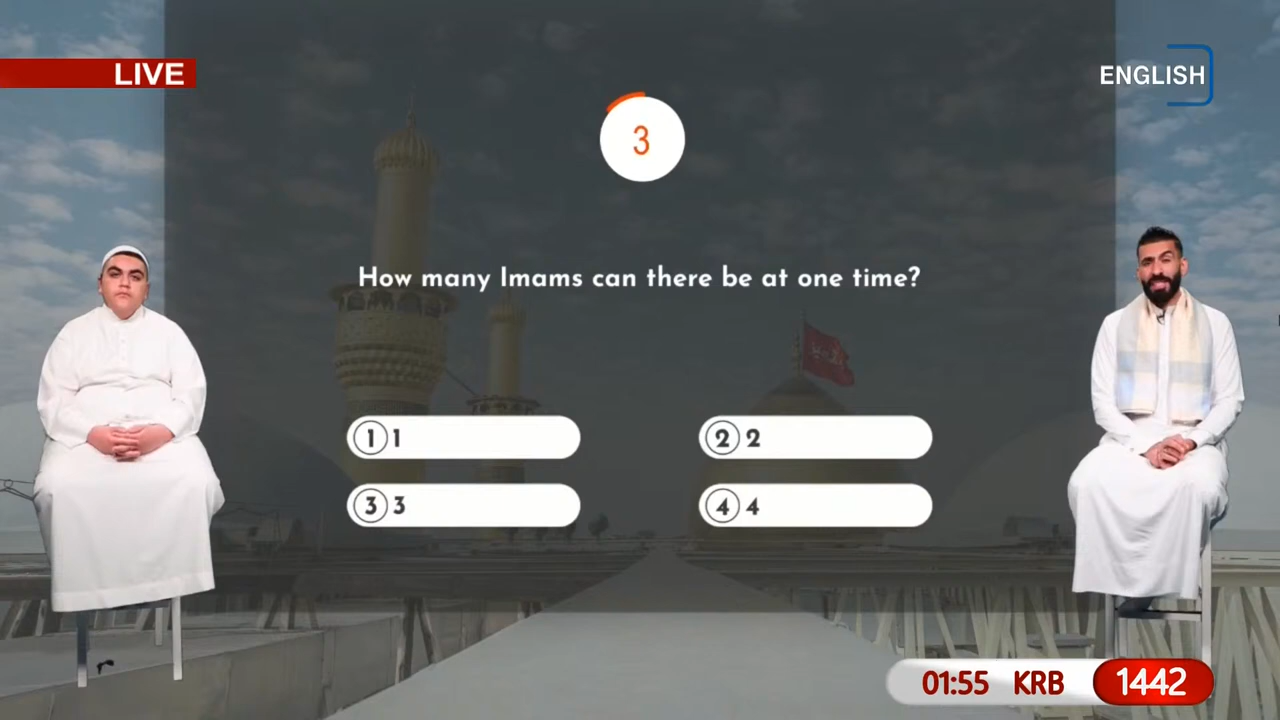 LIVE
ENGLISH
3
How many Imams can there be at one time?
1 1
2 2
3 3
4 4
01:55 KRB 1442